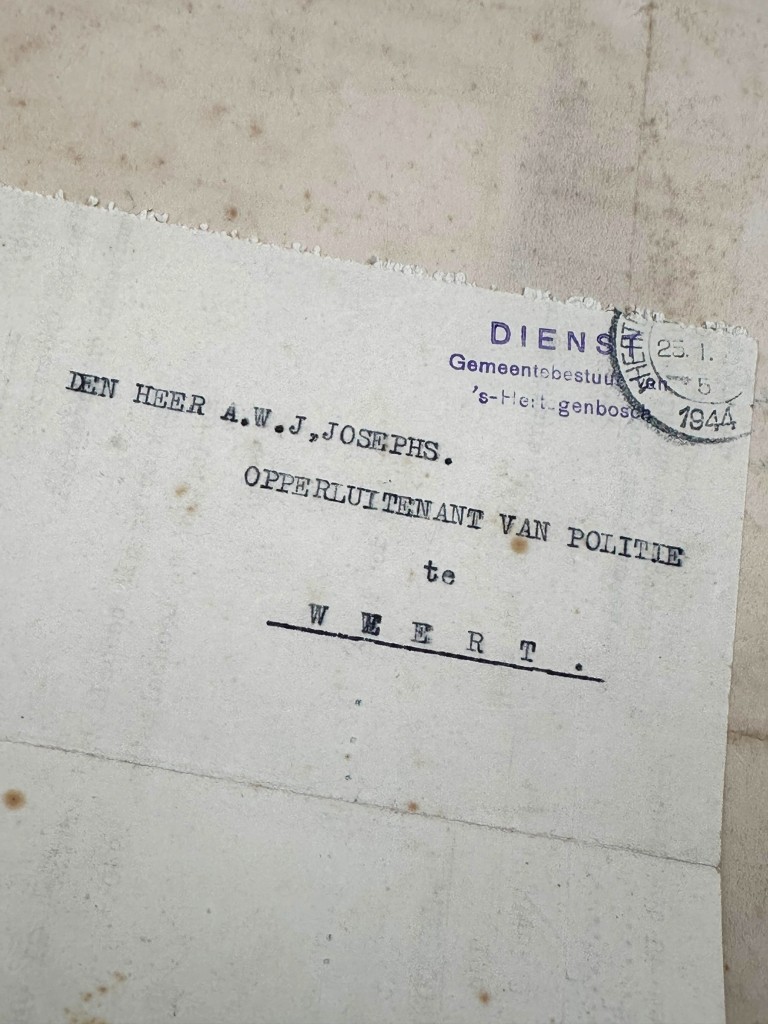 DIENST
Gemeentebestuur van
's-Hertogenbosch
25.1.
5
1944
DEN HEER A.W.J,JOSEPHS.
OPPERLUITENANT VAN POLITIE
te
W E E R T .